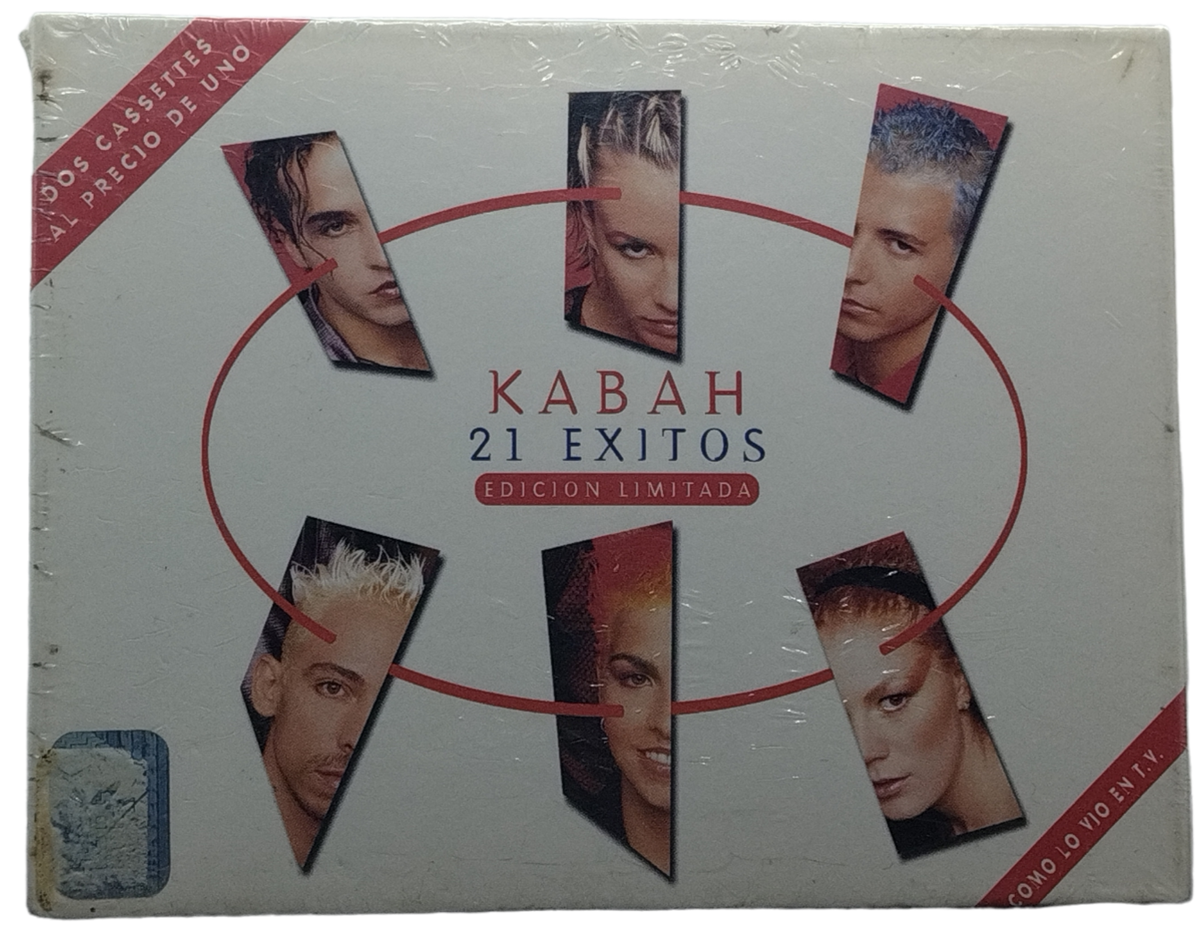 DOS CASSETTES
AL PRECIO DE UNO
KABAH
21 EXITOS
EDICION LIMITADA
COMO LO VIO EN T.V.